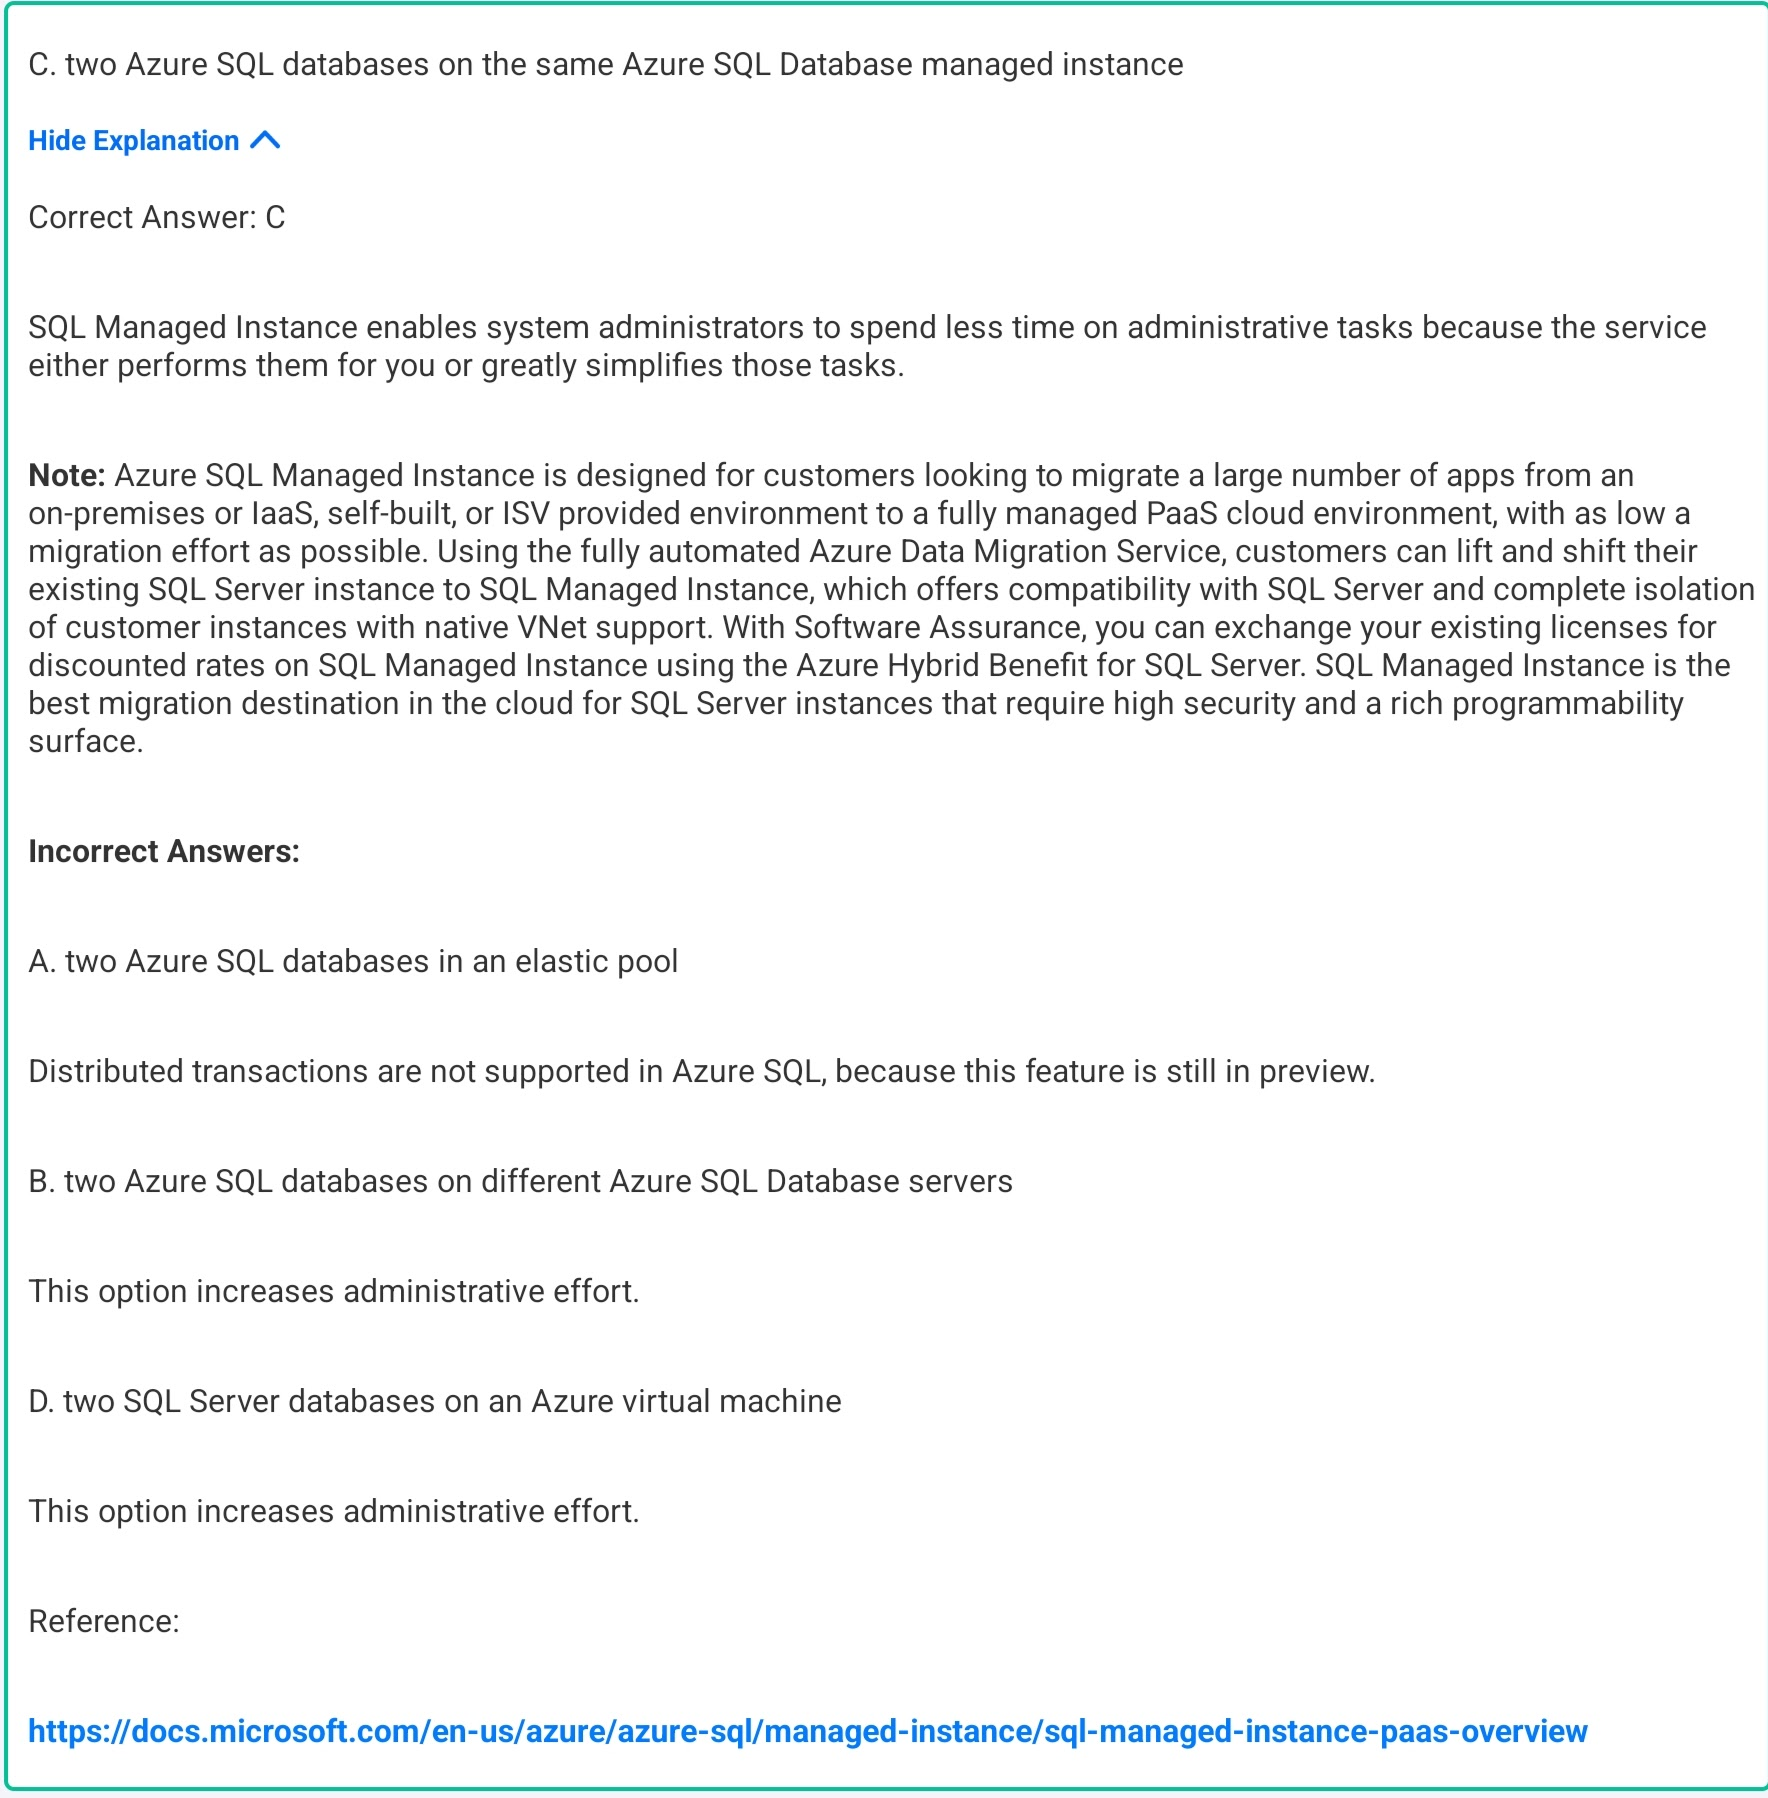 C. two Azure SQL databases on the same Azure SQL Database managed instance
Hide Explanation
Correct Answer: C
SQL Managed Instance enables system administrators to spend less time on administrative tasks because the service
either performs them for you or greatly simplifies those tasks.
Note: Azure SQL Managed Instance is designed for customers looking to migrate a large number of apps from an
on-premises or IaaS, self-built, or ISV provided environment to a fully managed PaaS cloud environment, with as low a
migration effort as possible. Using the fully automated Azure Data Migration Service, customers can lift and shift their
existing SQL Server instance to SQL Managed Instance, which offers compatibility with SQL Server and complete isolation
of customer instances with native VNet support. With Software Assurance, you can exchange your existing licenses for
discounted rates on SQL Managed Instance using the Azure Hybrid Benefit for SQL Server. SQL Managed Instance is the
best migration destination in the cloud for SQL Server instances that require high security and a rich programmability
surface.
Incorrect Answers:
A. two Azure SQL databases in an elastic pool
Distributed transactions are not supported in Azure SQL, because this feature is still in preview.
B. two Azure SQL databases on different Azure SQL Database servers
This option increases administrative effort.
D. two SQL Server databases on an Azure virtual machine
This option increases administrative effort.
Reference:
https://docs.microsoft.com/en-us/azure/azure-sql/managed-instance/sql-managed-instance-paas-overview